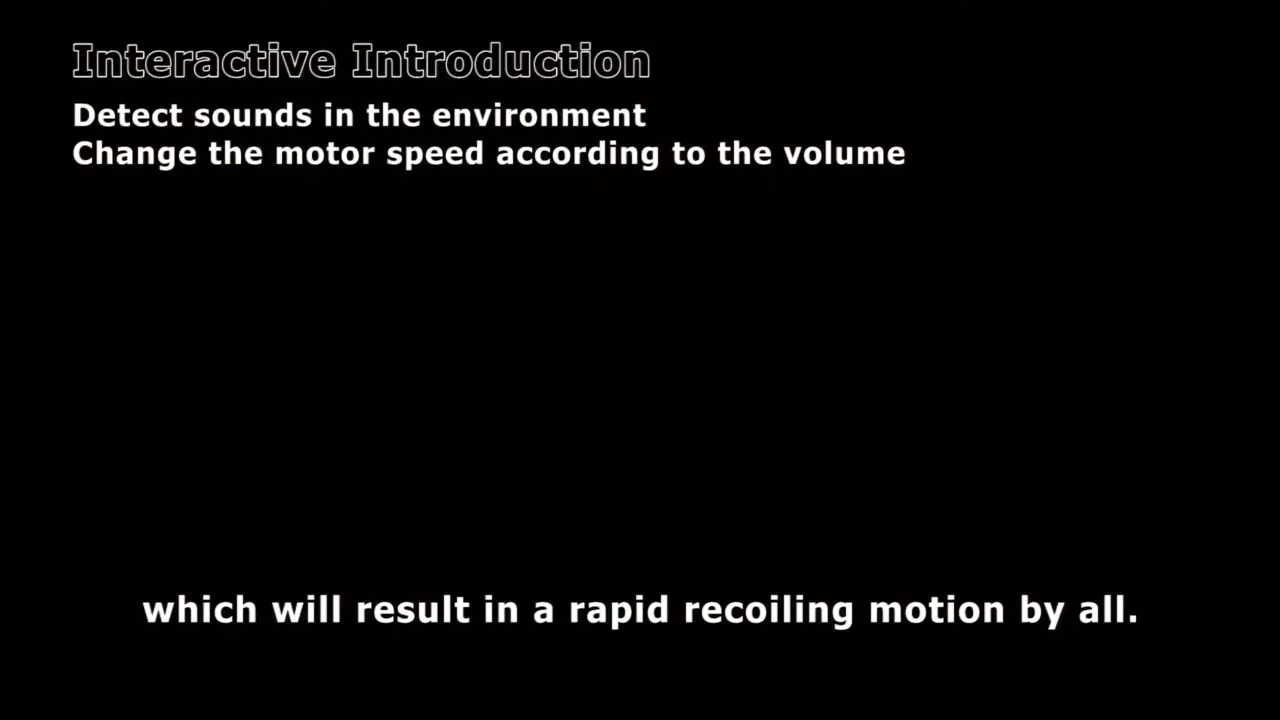 Interactive Introduction
Detect sounds in the environment
Change the motor speed according to the volume
which will result in a rapid recoiling motion by all.